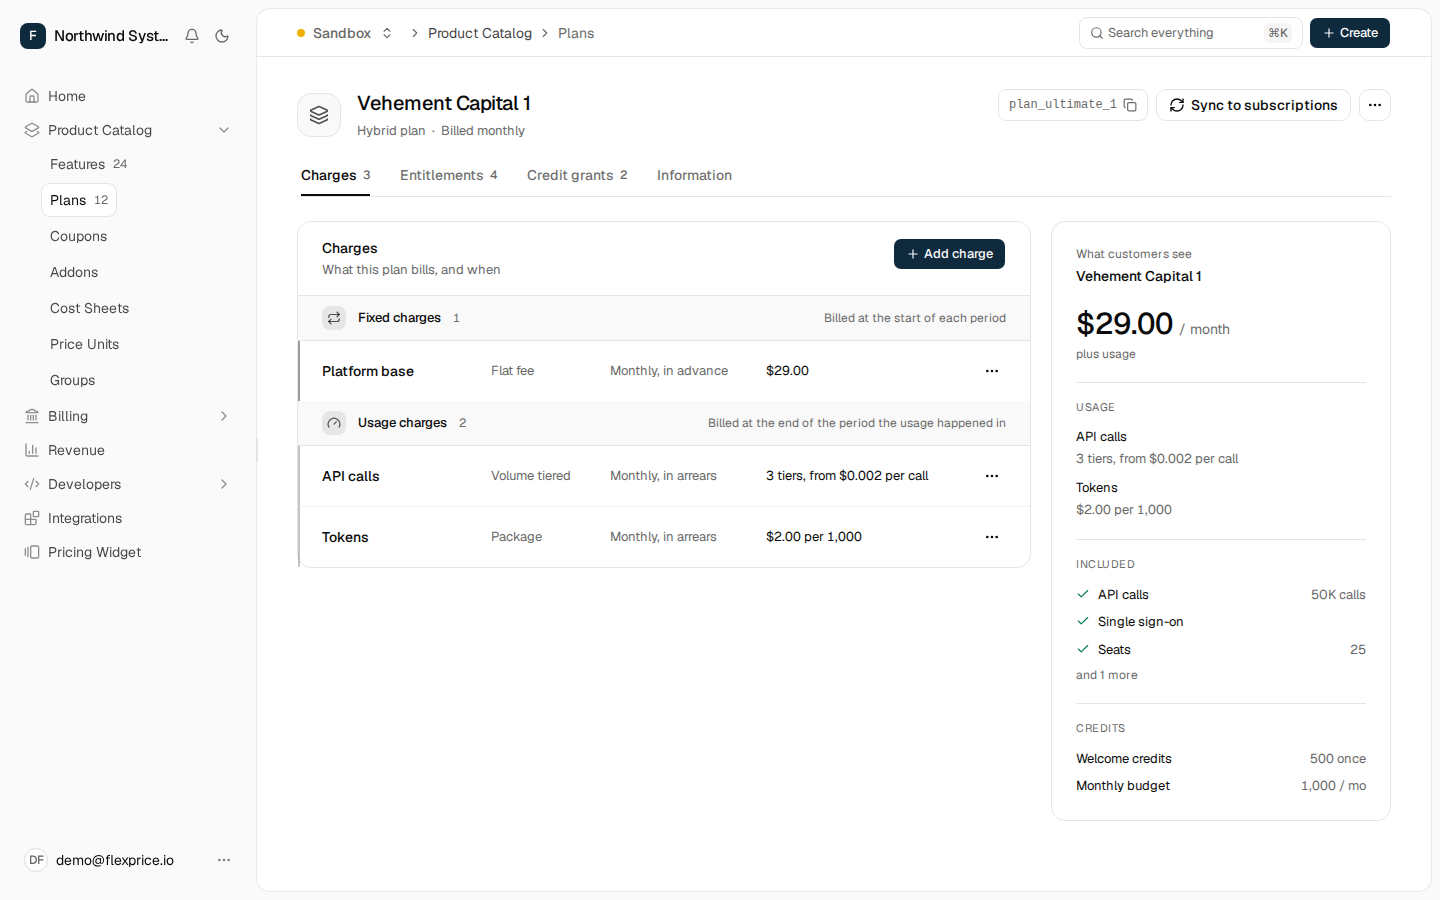 F Northwind Syst...
Home
Product Catalog
Features 24
Plans 12
Coupons
Addons
Cost Sheets
Price Units
Groups
Billing
Revenue
Developers
Integrations
Pricing Widget
DF demo@flexprice.io
Sandbox Product Catalog Plans
Search everything ⌘K
Create
Vehement Capital 1
Hybrid plan · Billed monthly
plan_ultimate_1
Sync to subscriptions
Charges 3 Entitlements 4 Credit grants 2 Information
Charges
What this plan bills, and when
Add charge
Fixed charges 1 Billed at the start of each period
Platform base Flat fee Monthly, in advance $29.00
Usage charges 2 Billed at the end of the period the usage happened in
API calls Volume tiered Monthly, in arrears 3 tiers, from $0.002 per call
Tokens Package Monthly, in arrears $2.00 per 1,000
What customers see
Vehement Capital 1
$29.00 / month
plus usage
USAGE
API calls
3 tiers, from $0.002 per call
Tokens
$2.00 per 1,000
INCLUDED
API calls 50K calls
Single sign-on
Seats 25
and 1 more
CREDITS
Welcome credits 500 once
Monthly budget 1,000 / mo